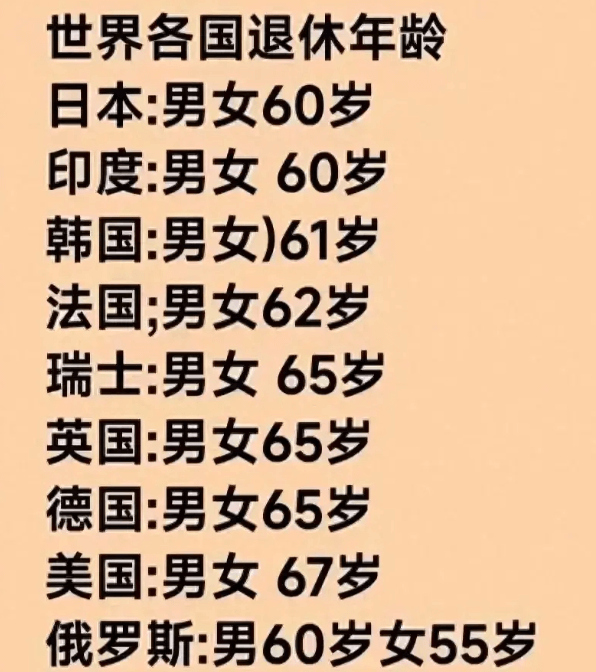 世界各国退休年龄
日本:男女60岁
印度:男女 60岁
韩国:男女)61岁
法国;男女62岁
瑞士:男女 65岁
英国:男女65岁
德国:男女65岁
美国:男女 67岁
俄罗斯:男60岁女55岁